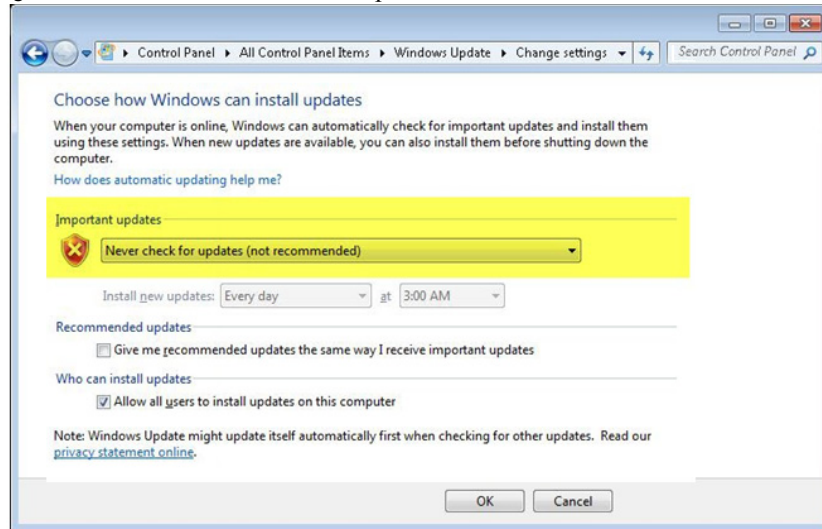 Control Panel ▸ All Control Panel Items ▸ Windows Update ▸ Change settings
Search Control Panel
Choose how Windows can install updates
When your computer is online, Windows can automatically check for important updates and install them
using these settings. When new updates are available, you can also install them before shutting down the
computer.
How does automatic updating help me?
Important updates
Never check for updates (not recommended)
Install new updates: Every day at 3:00 AM
Recommended updates
Give me recommended updates the same way I receive important updates
Who can install updates
Allow all users to install updates on this computer
Note: Windows Update might update itself automatically first when checking for other updates. Read our
privacy statement online.
OK Cancel